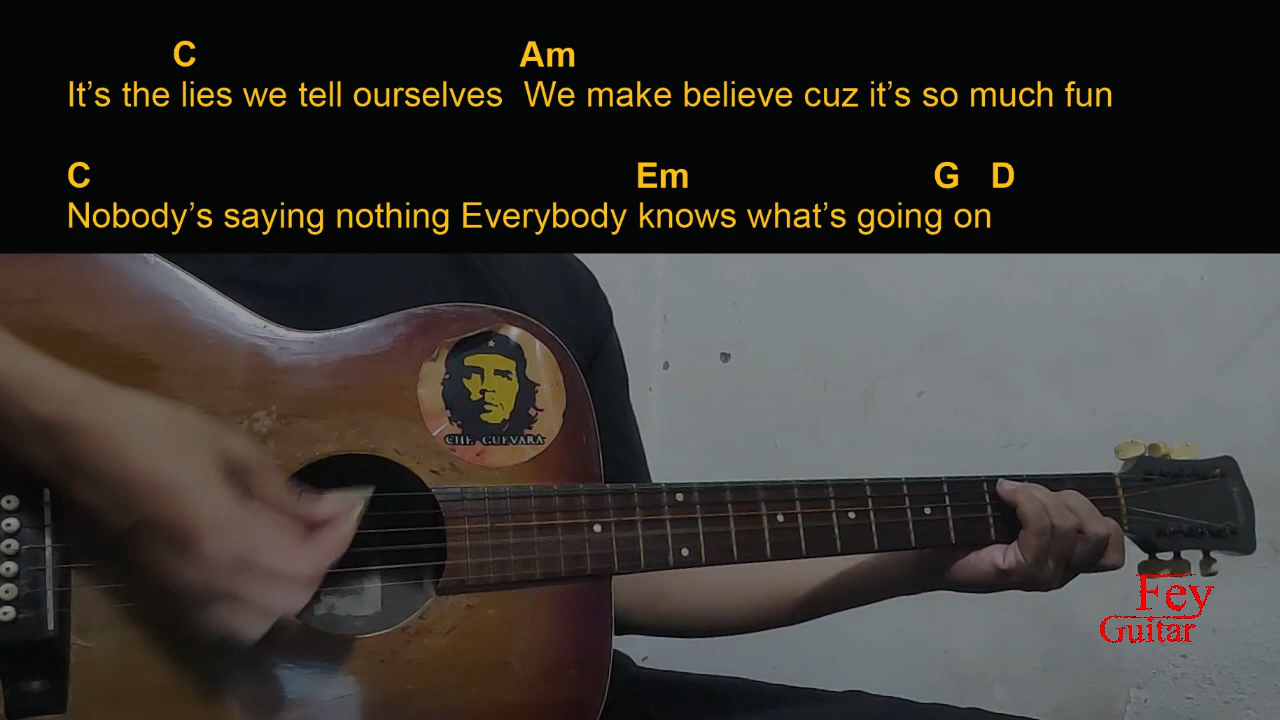 C Am
It’s the lies we tell ourselves We make believe cuz it’s so much fun
C Em G D
Nobody’s saying nothing Everybody knows what’s going on
CHE GUEVARA
Fey
Guitar